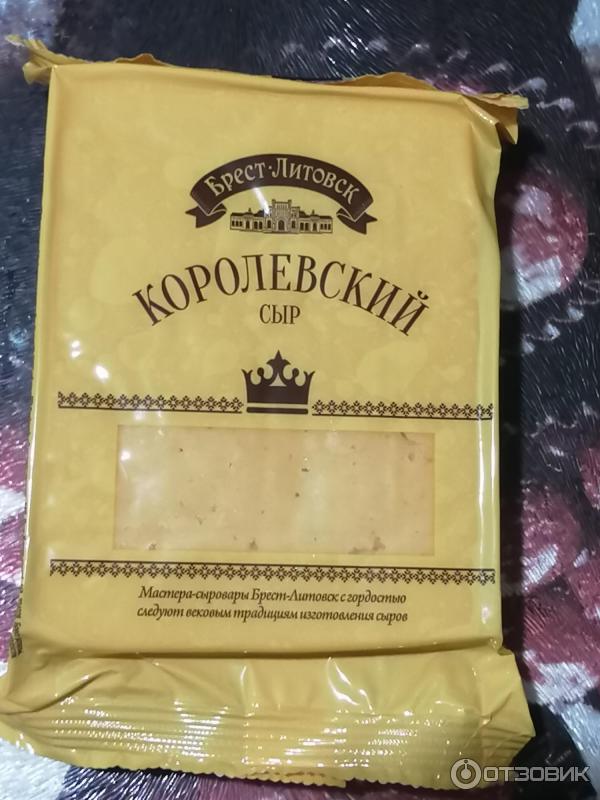 Брест-Литовск
КОРОЛЕВСКИЙ
СЫР
Мастера-сыровары Брест-Литовск с гордостью
следуют вековым традициям изготовления сыров
ОТЗОВИК